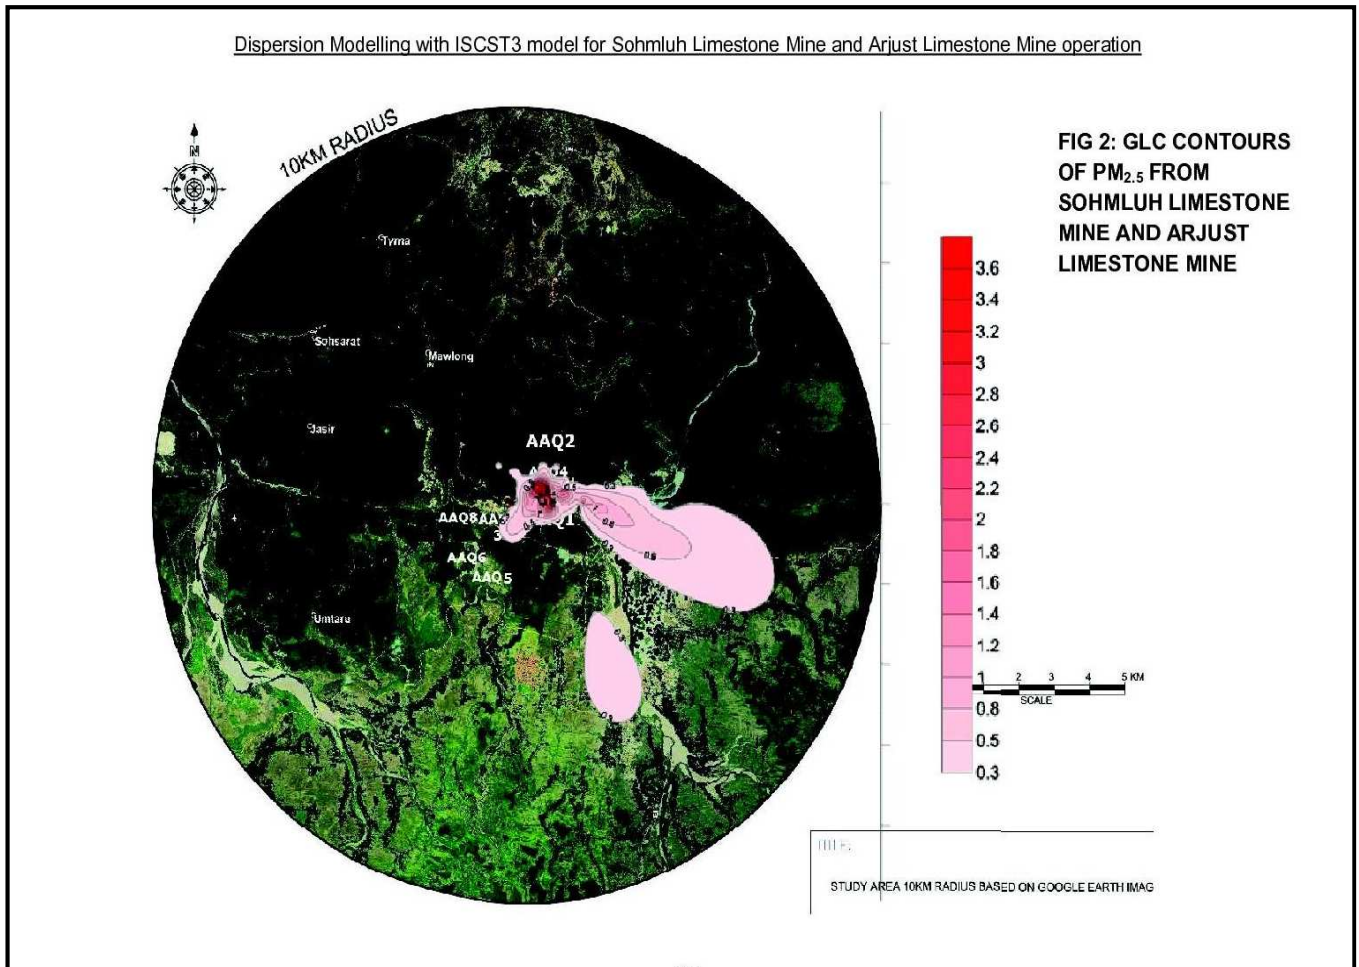 Dispersion Modelling with ISCST3 model for Sohmluh Limestone Mine and Arjust Limestone Mine operation
10KM RADIUS
N
FIG 2: GLC CONTOURS
OF PM2.5 FROM
SOHMLUH LIMESTONE
MINE AND ARJUST
LIMESTONE MINE
Tyrna
Sohsarat
Mawlong
Jasir
AAQ2
AAQ8
3
AAQ6
AAQ5
Umtaru
3.6
3.4
3.2
3
2.8
2.6
2.4
2.2
2
1.8
1.6
1.4
1.2
1
0.8
0.5
0.3
2 3 4 5 KM
SCALE
TITLE:
STUDY AREA 10KM RADIUS BASED ON GOOGLE EARTH IMAG